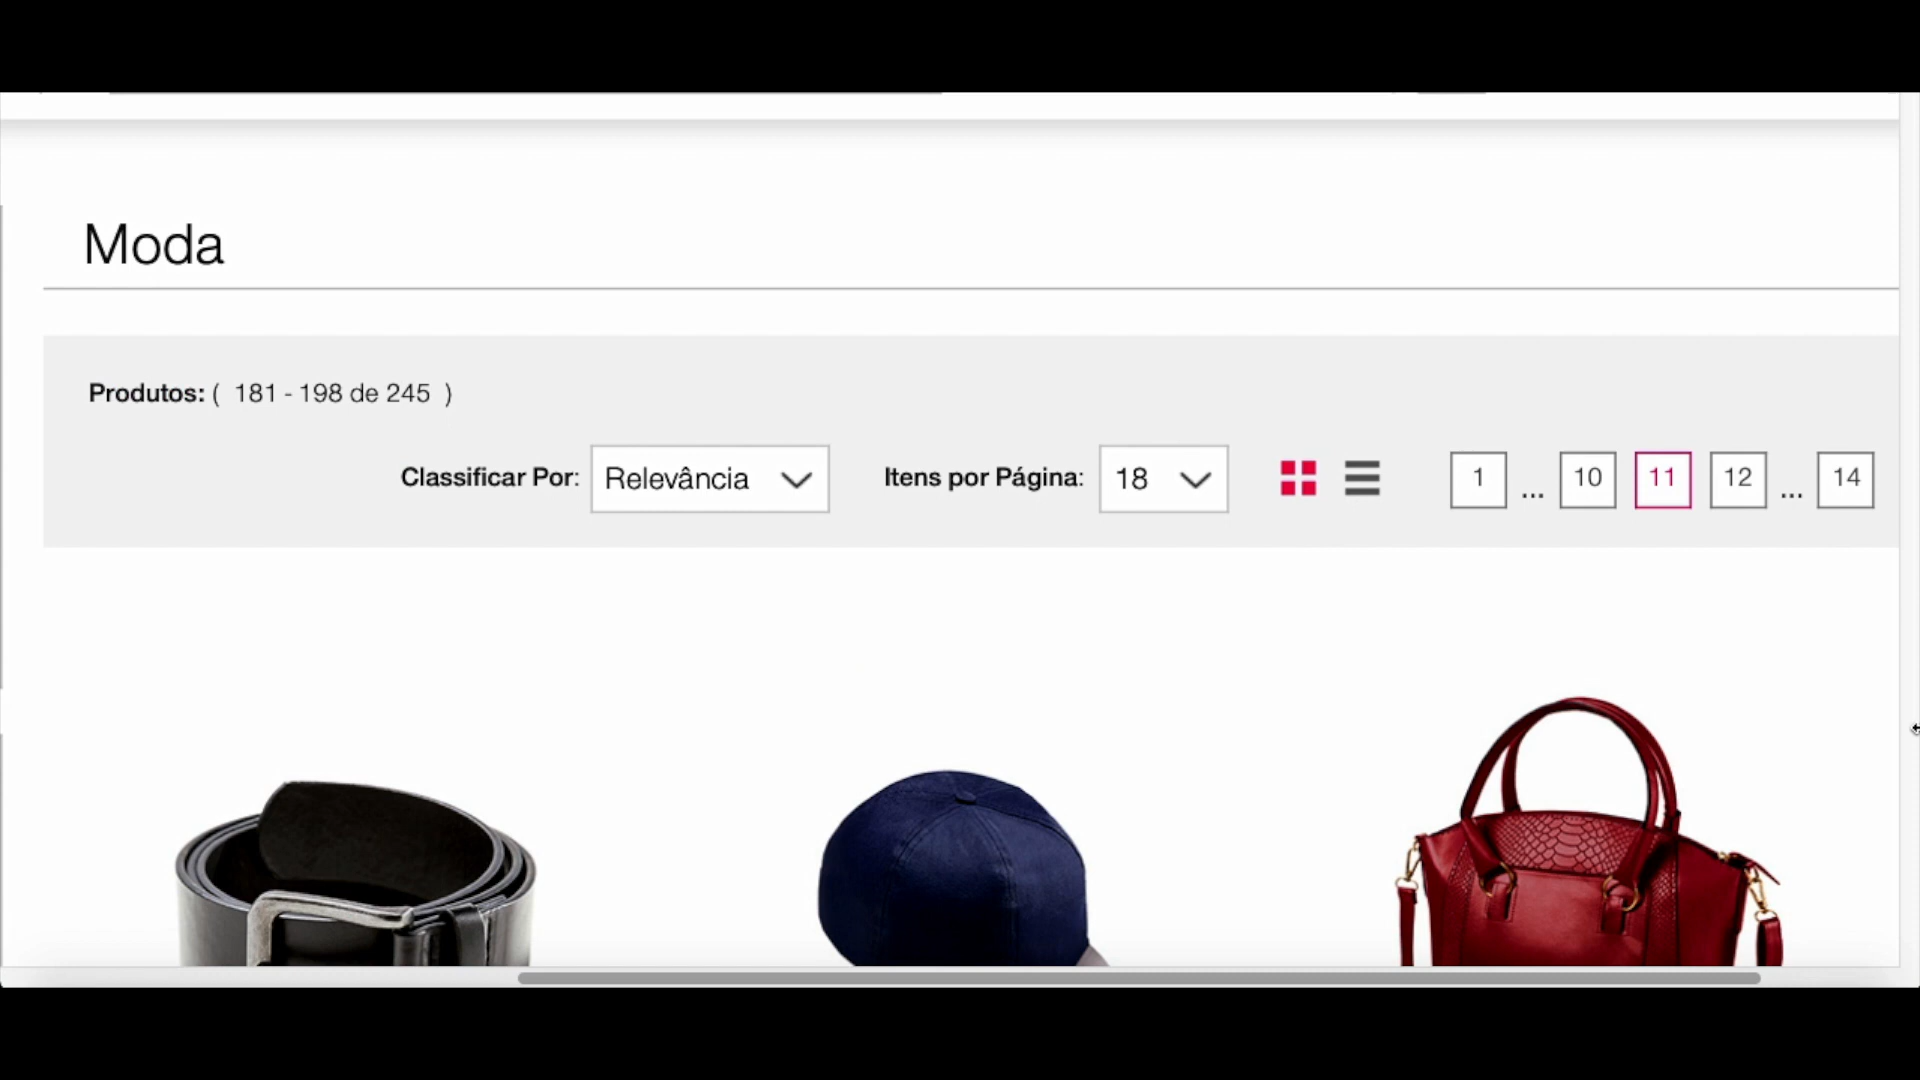 Moda
Produtos: ( 181 - 198 de 245 )
Classificar Por: Relevância Itens por Página: 18 1 ... 10 11 12 ... 14